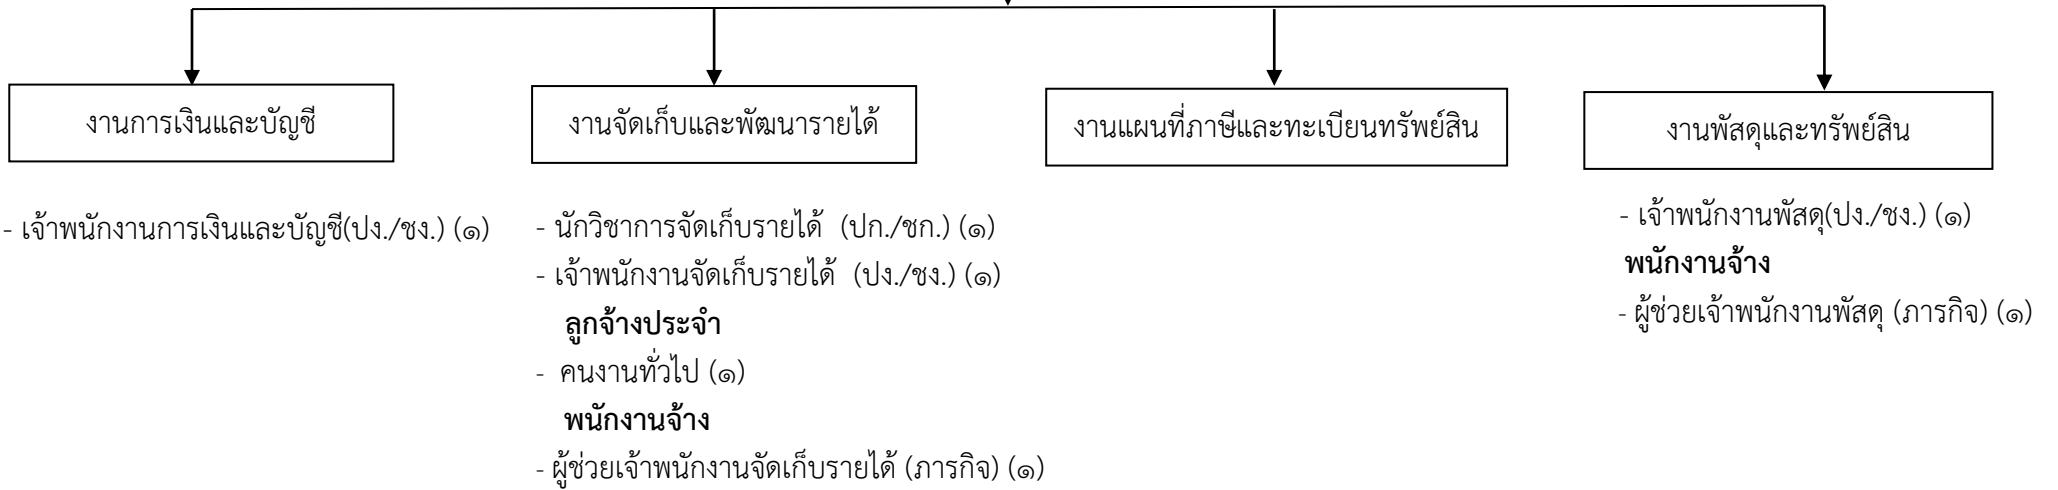 งานการเงินและบัญชี
- เจ้าพนักงานการเงินและบัญชี(ปง./ชง.) (๑)
งานจัดเก็บและพัฒนารายได้
- นักวิชาการจัดเก็บรายได้ (ปก./ชก.) (๑)
- เจ้าพนักงานจัดเก็บรายได้ (ปง./ชง.) (๑)
ลูกจ้างประจำ
- คนงานทั่วไป (๑)
พนักงานจ้าง
- ผู้ช่วยเจ้าพนักงานจัดเก็บรายได้ (ภารกิจ) (๑)
งานแผนที่ภาษีและทะเบียนทรัพย์สิน
งานพัสดุและทรัพย์สิน
- เจ้าพนักงานพัสดุ(ปง./ชง.) (๑)
พนักงานจ้าง
- ผู้ช่วยเจ้าพนักงานพัสดุ (ภารกิจ) (๑)